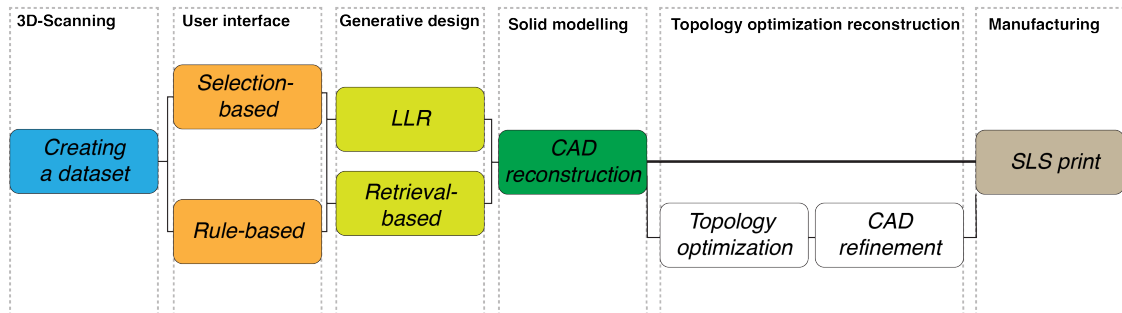 3D-Scanning
User interface
Generative design
Solid modelling
Topology optimization reconstruction
Manufacturing
Creating
a dataset
Selection-
based
Rule-based
LLR
Retrieval-
based
CAD
reconstruction
Topology
optimization
CAD
refinement
SLS print